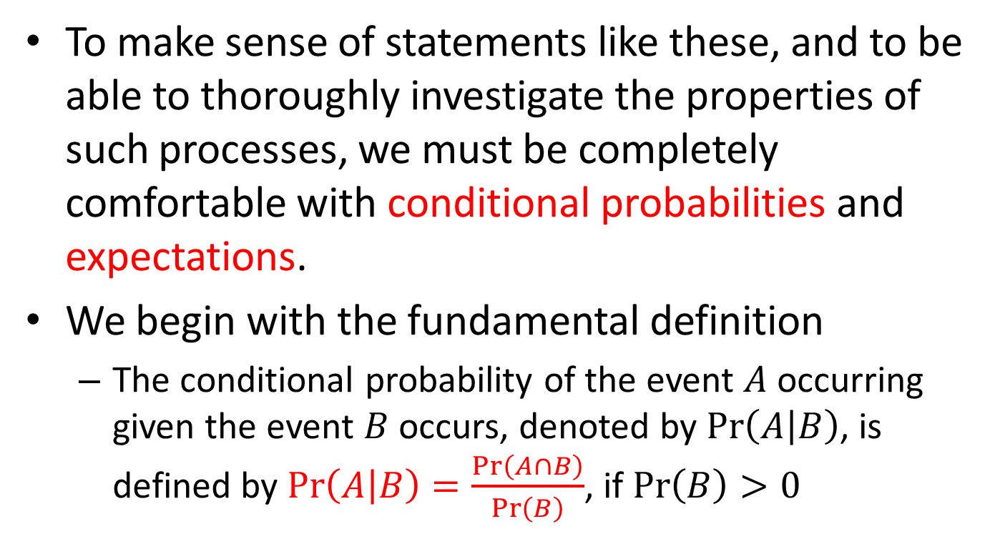 • To make sense of statements like these, and to be
able to thoroughly investigate the properties of
such processes, we must be completely
comfortable with conditional probabilities and
expectations.
• We begin with the fundamental definition
– The conditional probability of the event A occurring
given the event B occurs, denoted by Pr(A|B), is
defined by Pr(A|B) = Pr(A∩B)/Pr(B), if Pr(B) > 0